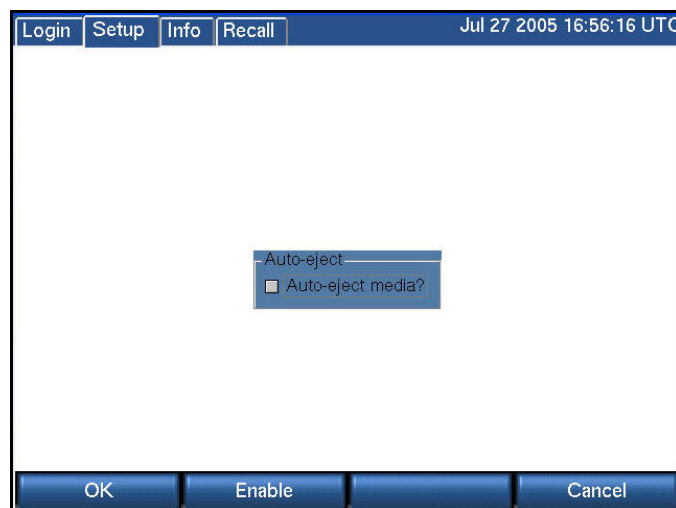 Login Setup Info Recall Jul 27 2005 16:56:16 UTC
Auto-eject
Auto-eject media?
OK Enable Cancel